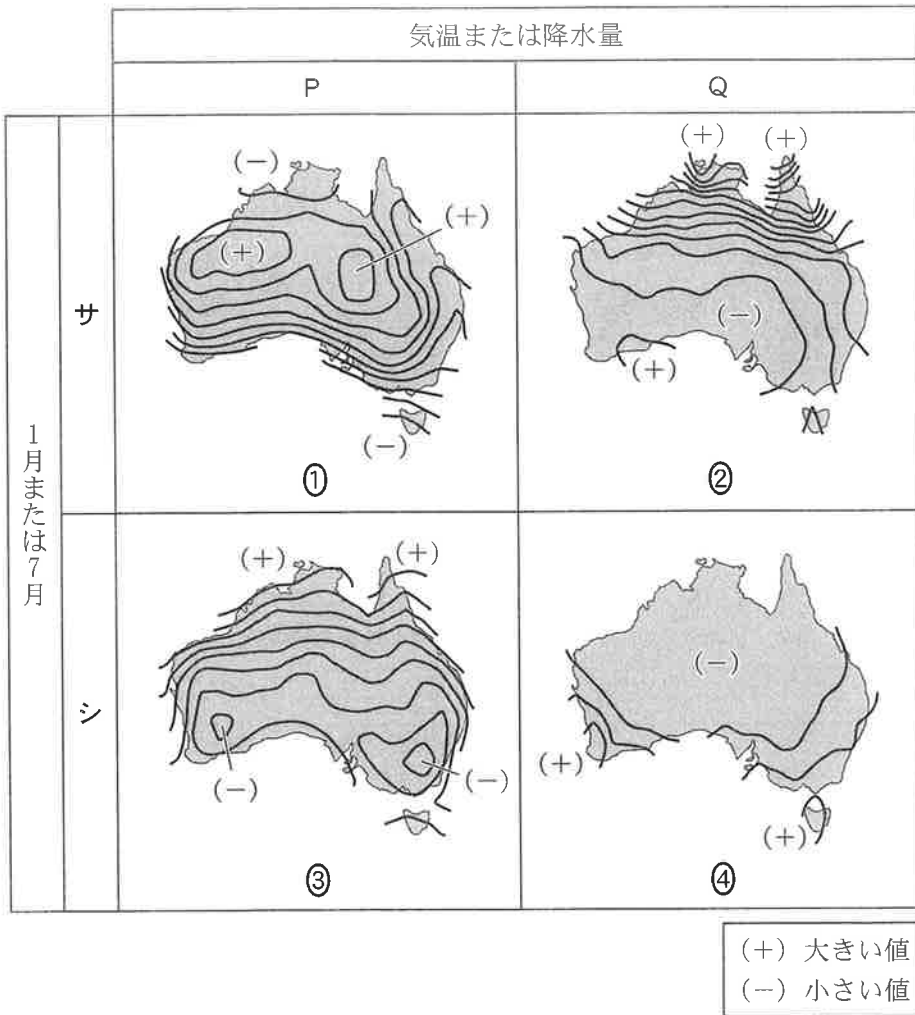 気温または降水量
P
Q
1月または7月
サ
(－)
(＋)
(＋)
(－)
①
(＋)
(＋)
(－)
(＋)
②
シ
(＋)
(＋)
(－)
(－)
③
(－)
(＋)
(＋)
④
(＋) 大きい値
(－) 小さい値